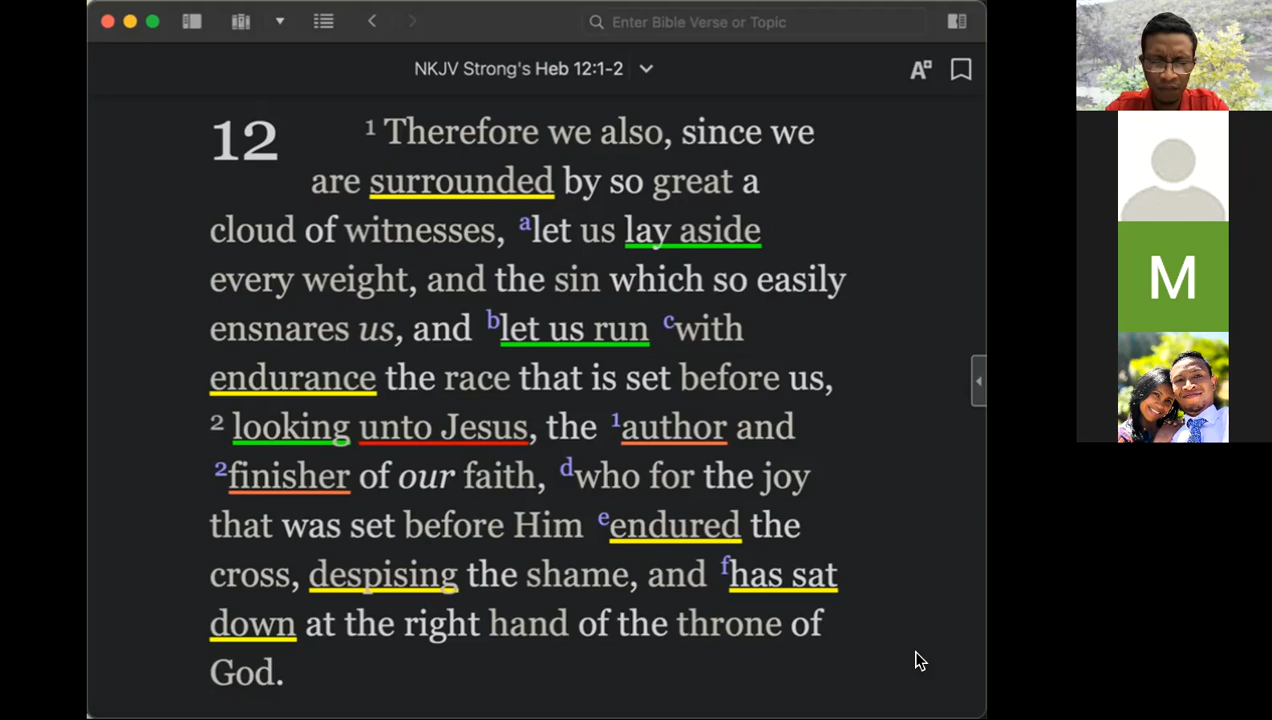 Enter Bible Verse or Topic
NKJV Strong's Heb 12:1-2
12 1 Therefore we also, since we
are surrounded by so great a
cloud of witnesses, a let us lay aside
every weight, and the sin which so easily
ensnares us, and b let us run c with
endurance the race that is set before us,
2 looking unto Jesus, the 1 author and
2 finisher of our faith, d who for the joy
that was set before Him e endured the
cross, despising the shame, and f has sat
down at the right hand of the throne of
God.
M